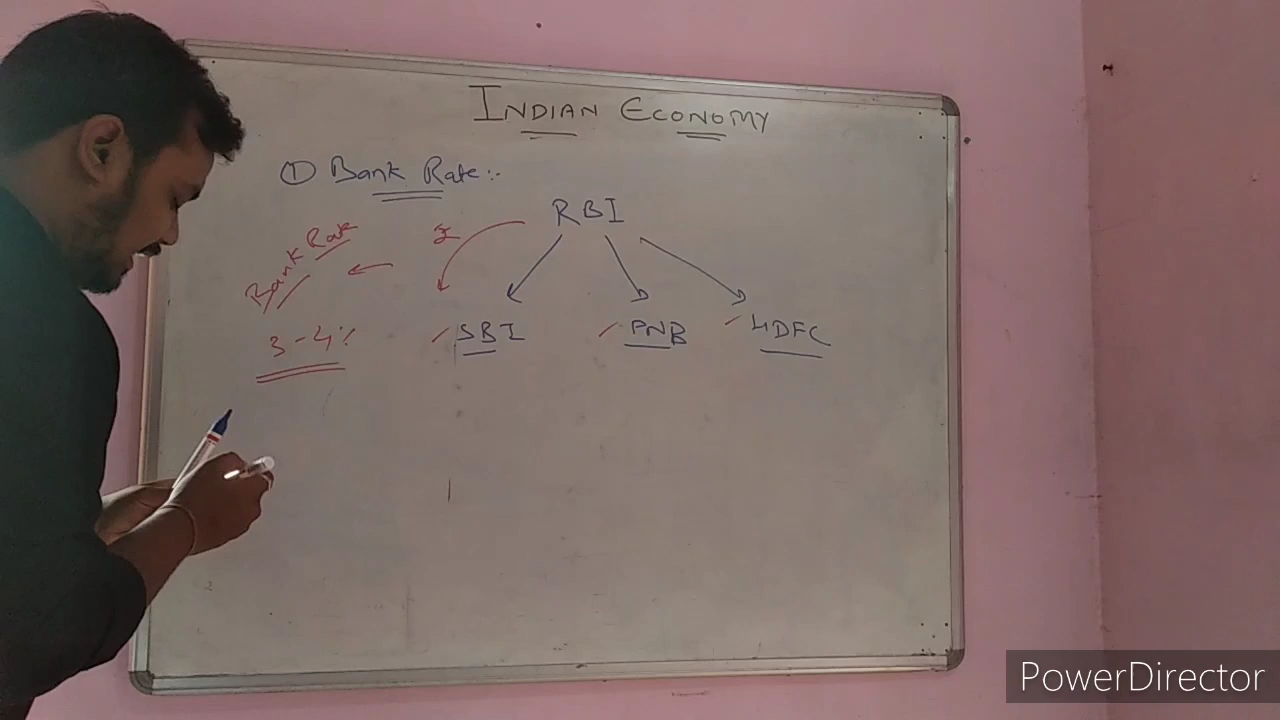 INDIAN ECONOMY
① Bank Rate :-
RBI
Bank Rate
3-4%
SBI PNB HDFC
PowerDirector